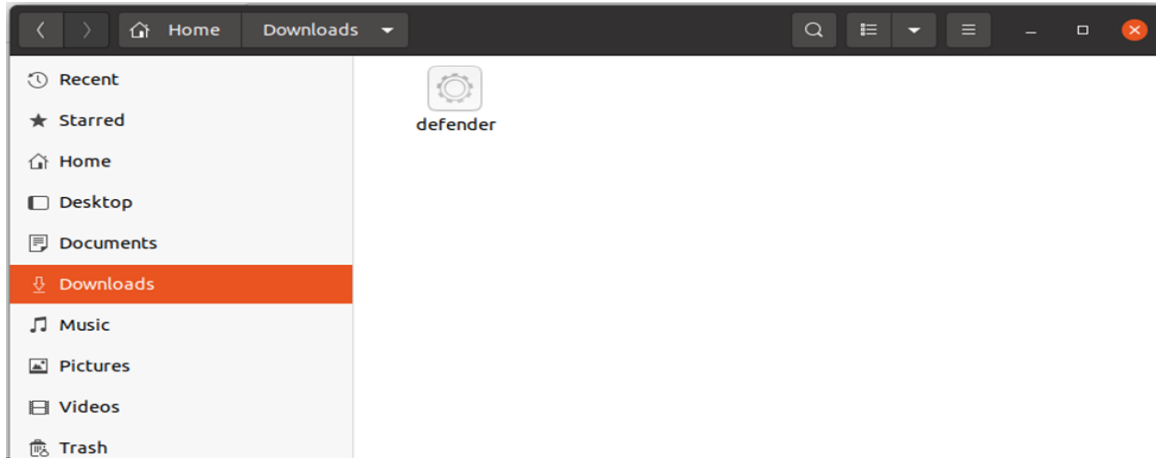 Home Downloads
Recent
Starred
Home
Desktop
Documents
Downloads
Music
Pictures
Videos
Trash
defender